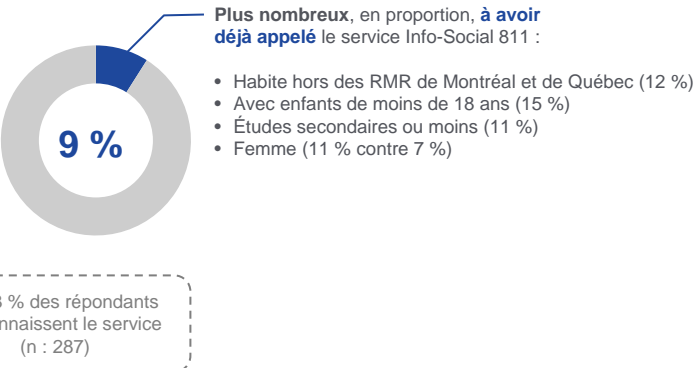 Plus nombreux, en proportion, à avoir
déjà appelé le service Info-Social 811 :
• Habite hors des RMR de Montréal et de Québec (12 %)
• Avec enfants de moins de 18 ans (15 %)
• Études secondaires ou moins (11 %)
• Femme (11 % contre 7 %)
9 %
% des répondants
le service
(n : 287)